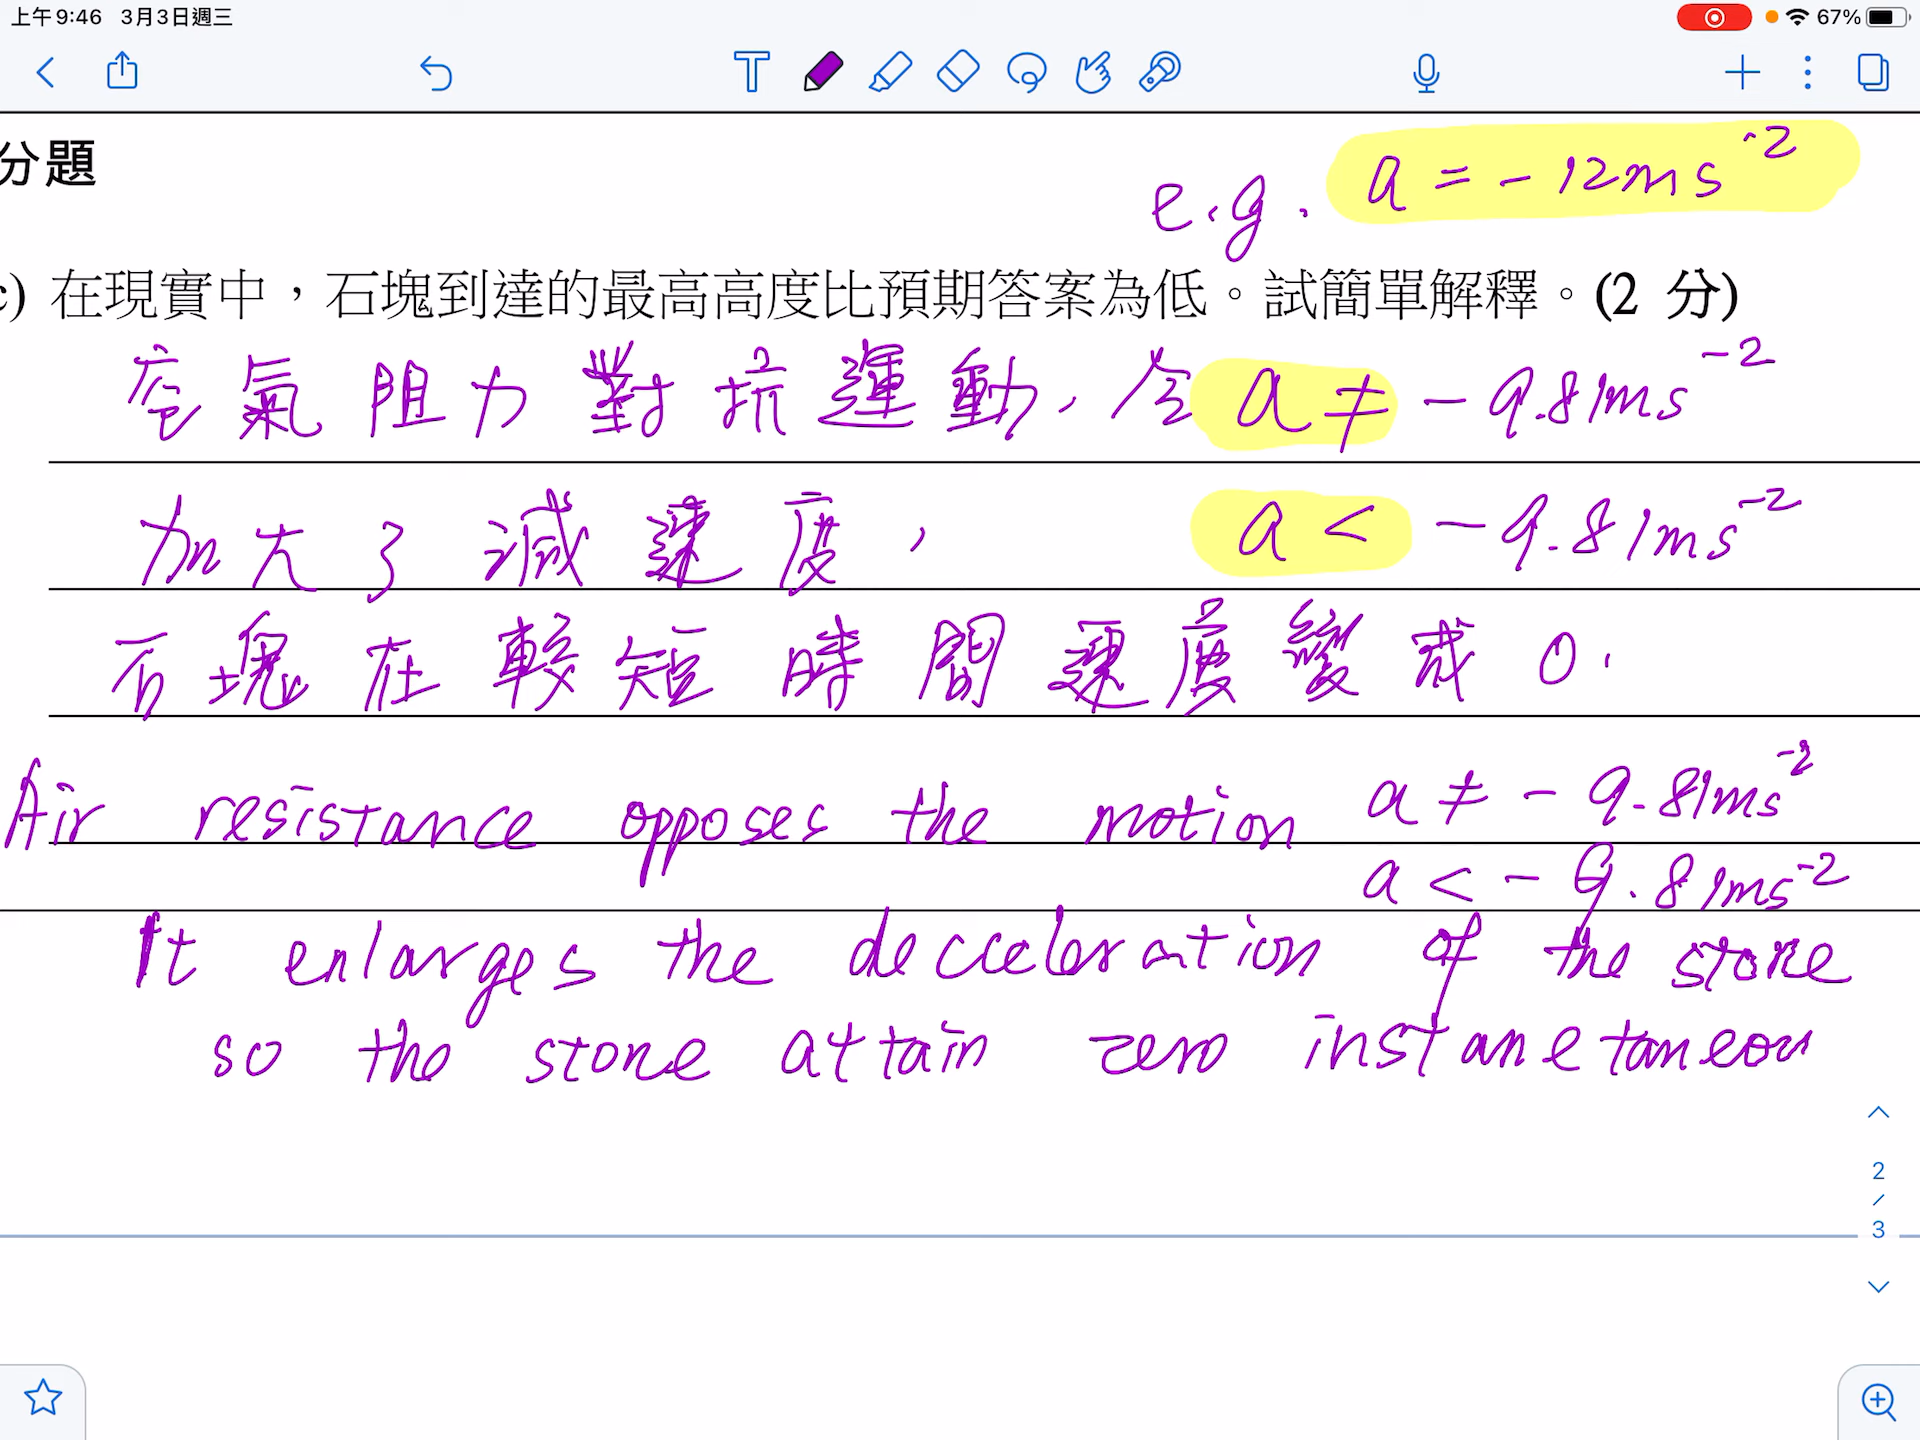 上午9:46 3月3日週三
67%
分題
e.g. a = -12ms⁻²
c) 在現實中，石塊到達的最高高度比預期答案為低。試簡單解釋。(2 分)
空氣阻力對抗運動，令 a ≠ -9.81ms⁻²
加大了減速度， a < -9.81ms⁻²
石塊在較短時間速度變成0.
Air resistance opposes the motion a ≠ -9.81ms⁻²
a < -9.81ms⁻²
It enlarges the decceleration of the stone
so the stone attain zero instanetaneou
2
/
3